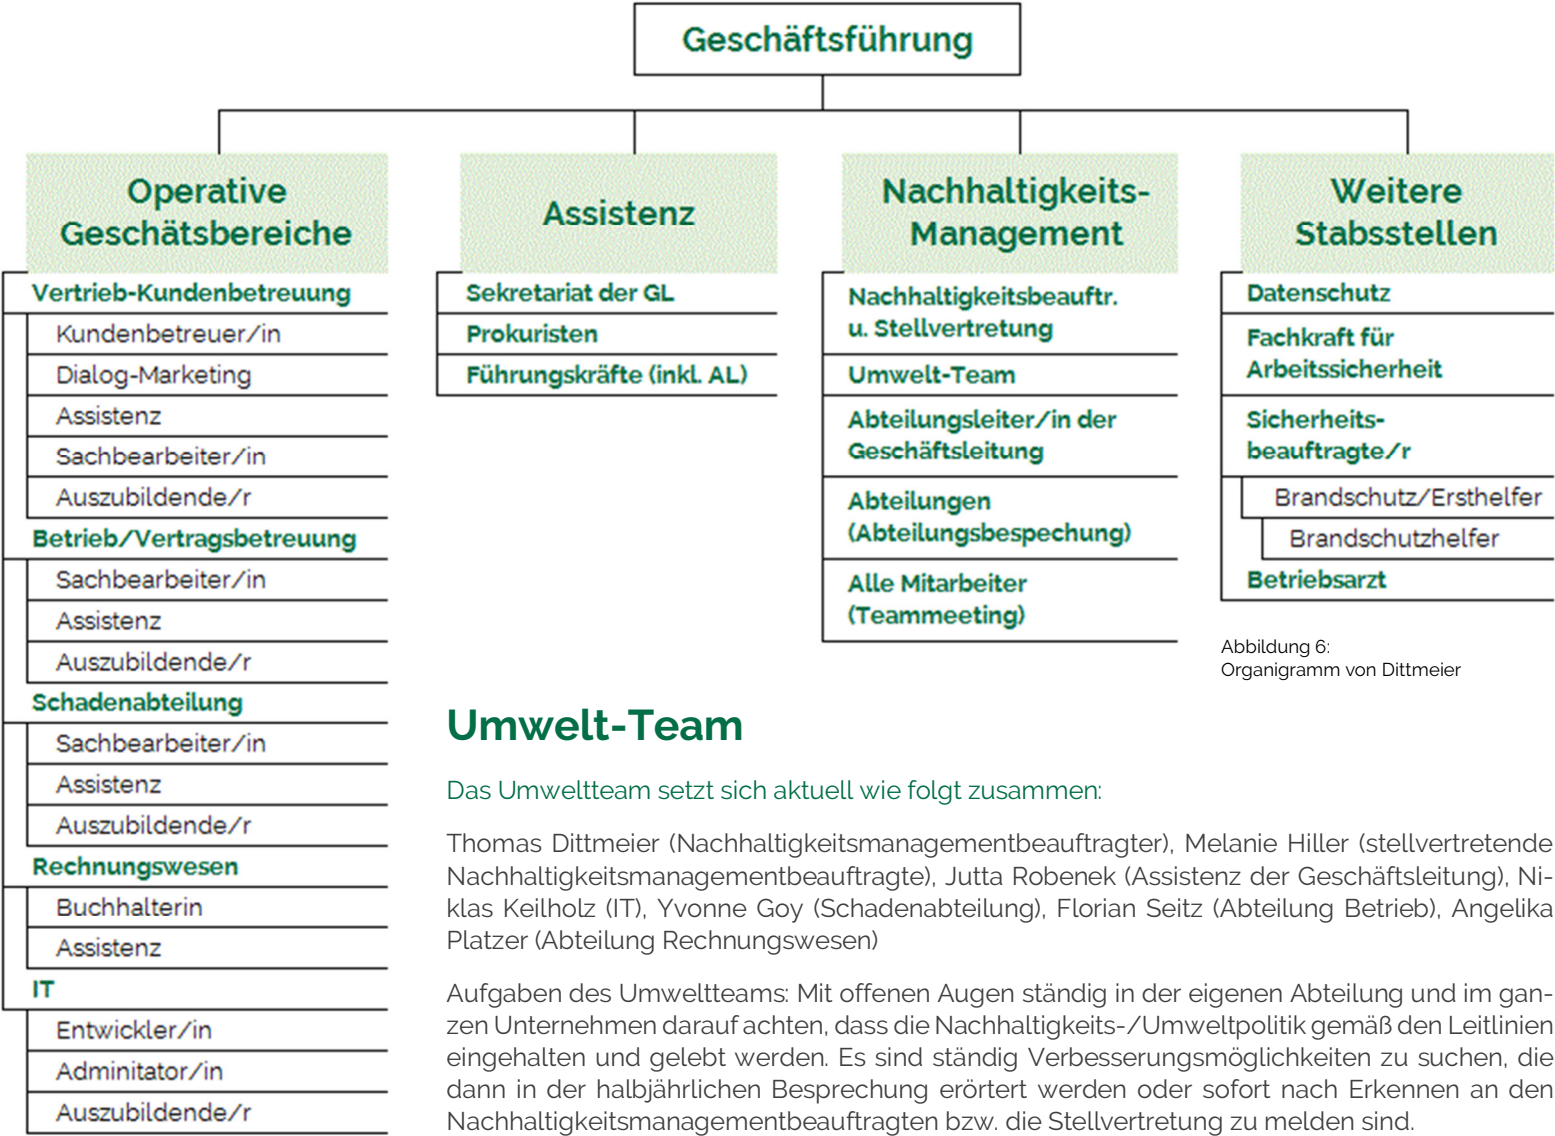 Geschäftsführung
Operative
Geschätsbereiche
Vertrieb-Kundenbetreuung
Kundenbetreuer/in
Dialog-Marketing
Assistenz
Sachbearbeiter/in
Auszubildende/r
Betrieb/Vertragsbetreuung
Sachbearbeiter/in
Assistenz
Auszubildende/r
Schadenabteilung
Sachbearbeiter/in
Assistenz
Auszubildende/r
Rechnungswesen
Buchhalterin
Assistenz
IT
Entwickler/in
Adminitator/in
Auszubildende/r
Assistenz
Sekretariat der GL
Prokuristen
Führungskräfte (inkl. AL)
Nachhaltigkeits-
Management
Nachhaltigkeitsbeauftr.
u. Stellvertretung
Umwelt-Team
Abteilungsleiter/in der
Geschäftsleitung
Abteilungen
(Abteilungsbespechung)
Alle Mitarbeiter
(Teammeeting)
Weitere
Stabsstellen
Datenschutz
Fachkraft für
Arbeitssicherheit
Sicherheits-
beauftragte/r
Brandschutz/Ersthelfer
Brandschutzhelfer
Betriebsarzt
Abbildung 6:
Organigramm von Dittmeier
Umwelt-Team
Das Umweltteam setzt sich aktuell wie folgt zusammen:
Thomas Dittmeier (Nachhaltigkeitsmanagementbeauftragter), Melanie Hiller (stellvertretende
Nachhaltigkeitsmanagementbeauftragte), Jutta Robenek (Assistenz der Geschäftsleitung), Ni-
klas Keilholz (IT), Yvonne Goy (Schadenabteilung), Florian Seitz (Abteilung Betrieb), Angelika
Platzer (Abteilung Rechnungswesen)
Aufgaben des Umweltteams: Mit offenen Augen ständig in der eigenen Abteilung und im gan-
zen Unternehmen darauf achten, dass die Nachhaltigkeits-/Umweltpolitik gemäß den Leitlinien
eingehalten und gelebt werden. Es sind ständig Verbesserungsmöglichkeiten zu suchen, die
dann in der halbjährlichen Besprechung erörtert werden oder sofort nach Erkennen an den
Nachhaltigkeitsmanagementbeauftragten bzw. die Stellvertretung zu melden sind.